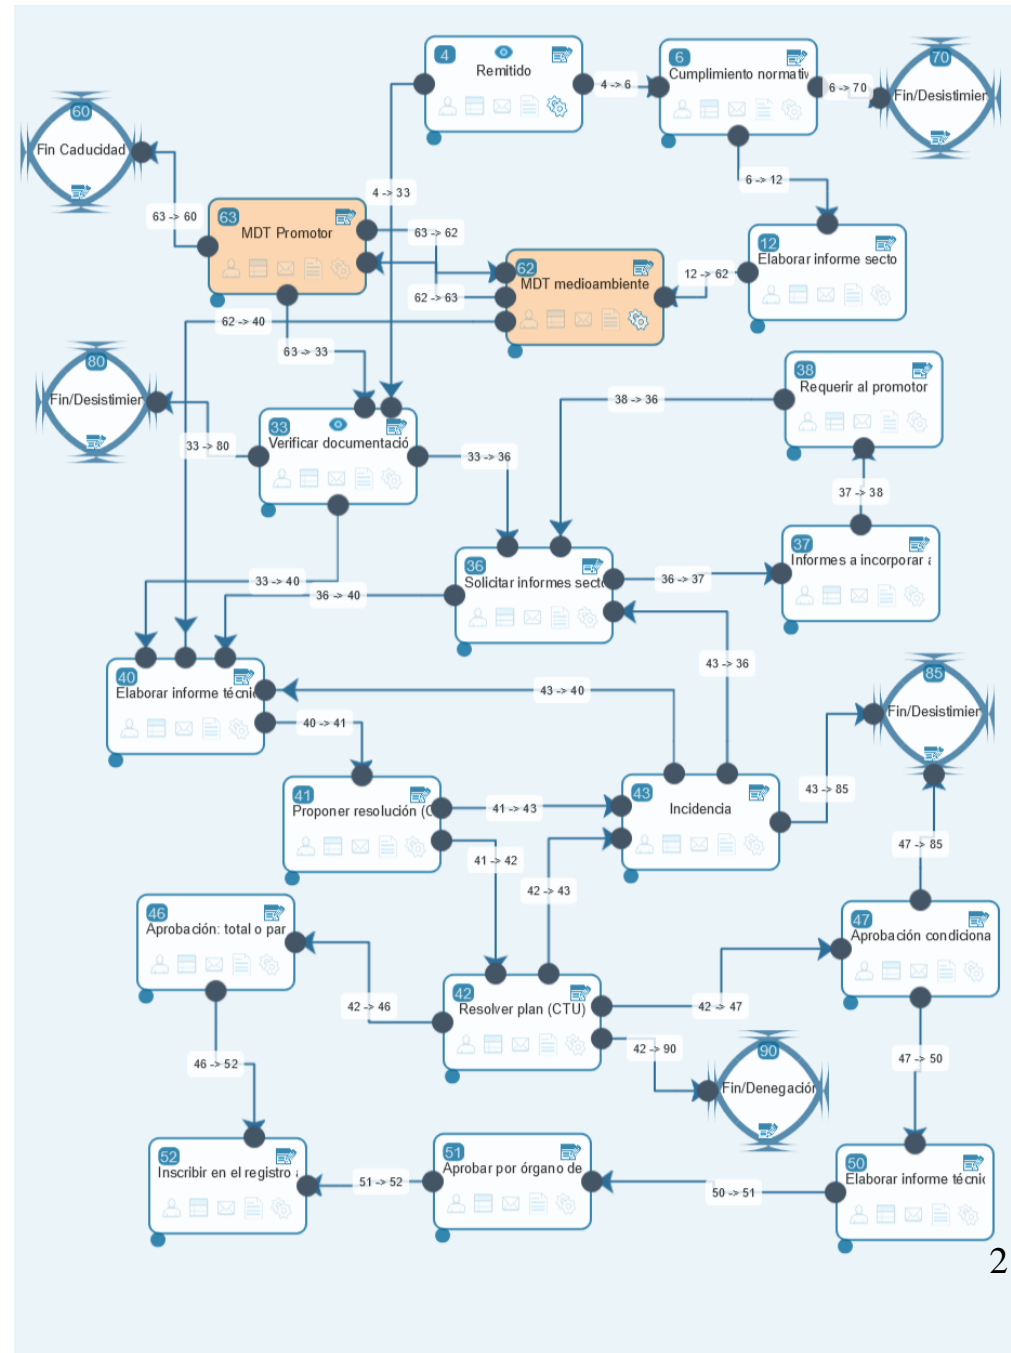 4
Remitido
4 -> 6
6
Cumplimiento normativ
6 -> 70
70
Fin/Desistimier
60
Fin Caducidad
63 -> 60
4 -> 33
6 -> 12
63
MDT Promotor
63 -> 62
62
MDT medioambiente
62 -> 63
12 -> 62
12
Elaborar informe secto
62 -> 40
63 -> 33
80
Fin/Desistimier
33 -> 80
33
Verificar documentació
33 -> 36
38
Requerir al promotor
38 -> 36
37 -> 38
37
Informes a incorporar a
36 -> 37
36
Solicitar informes secto
33 -> 40
36 -> 40
43 -> 36
40
Elaborar informe técnic
43 -> 40
40 -> 41
85
Fin/Desistimier
43 -> 85
41
Proponer resolución (C
41 -> 43
43
Incidencia
41 -> 42
42 -> 43
47 -> 85
46
Aprobación: total o par
47
Aprobación condiciona
42 -> 46
42
Resolver plan (CTU)
42 -> 47
42 -> 90
90
Fin/Denegación
46 -> 52
47 -> 50
52
Inscribir en el registro a
51 -> 52
51
Aprobar por órgano de
50 -> 51
50
Elaborar informe técnic
2